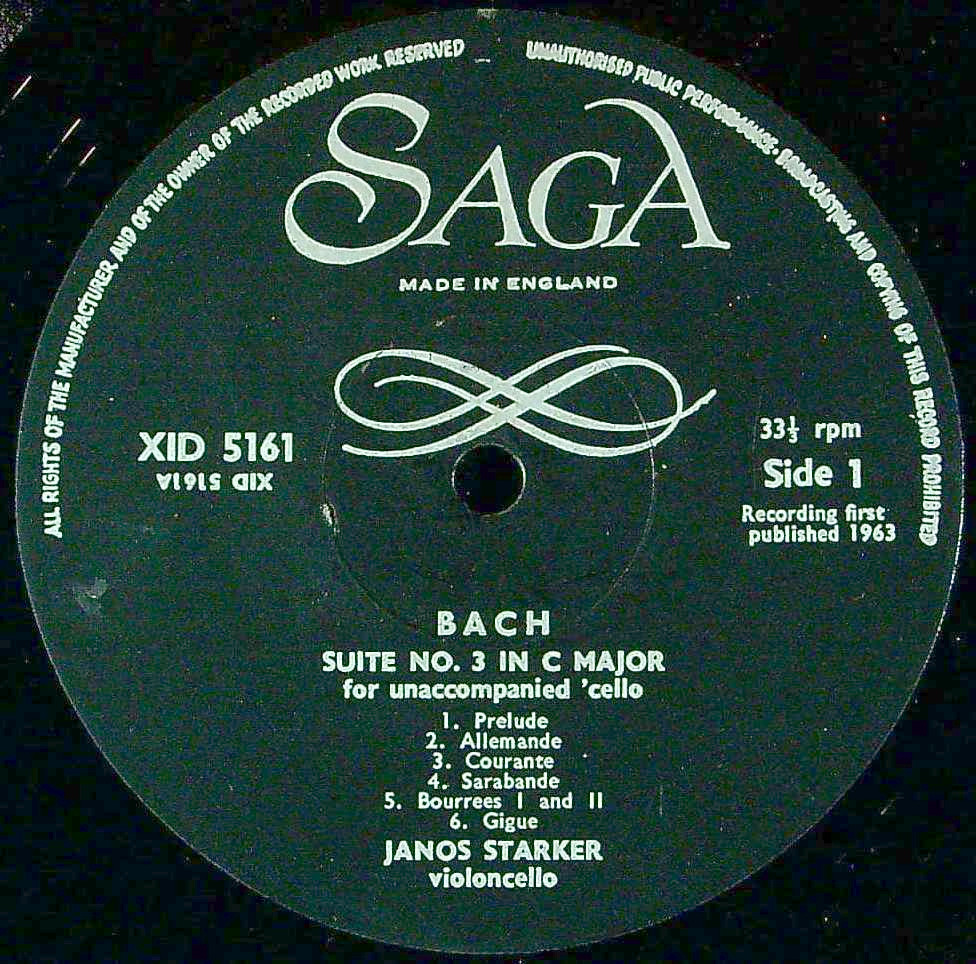 ALL RIGHTS OF THE MANUFACTURER AND OF THE OWNER OF THE RECORDED WORK RESERVED
UNAUTHORISED PUBLIC PERFORMANCE · BROADCASTING AND COPYING OF THIS RECORD PROHIBITED
SAGA
MADE IN ENGLAND
XID 5161
XID 5161A
33⅓ rpm
Side 1
Recording first
published 1963
BACH
SUITE NO. 3 IN C MAJOR
for unaccompanied 'cello
1. Prelude
2. Allemande
3. Courante
4. Sarabande
5. Bourrees I and II
6. Gigue
JANOS STARKER
violoncello